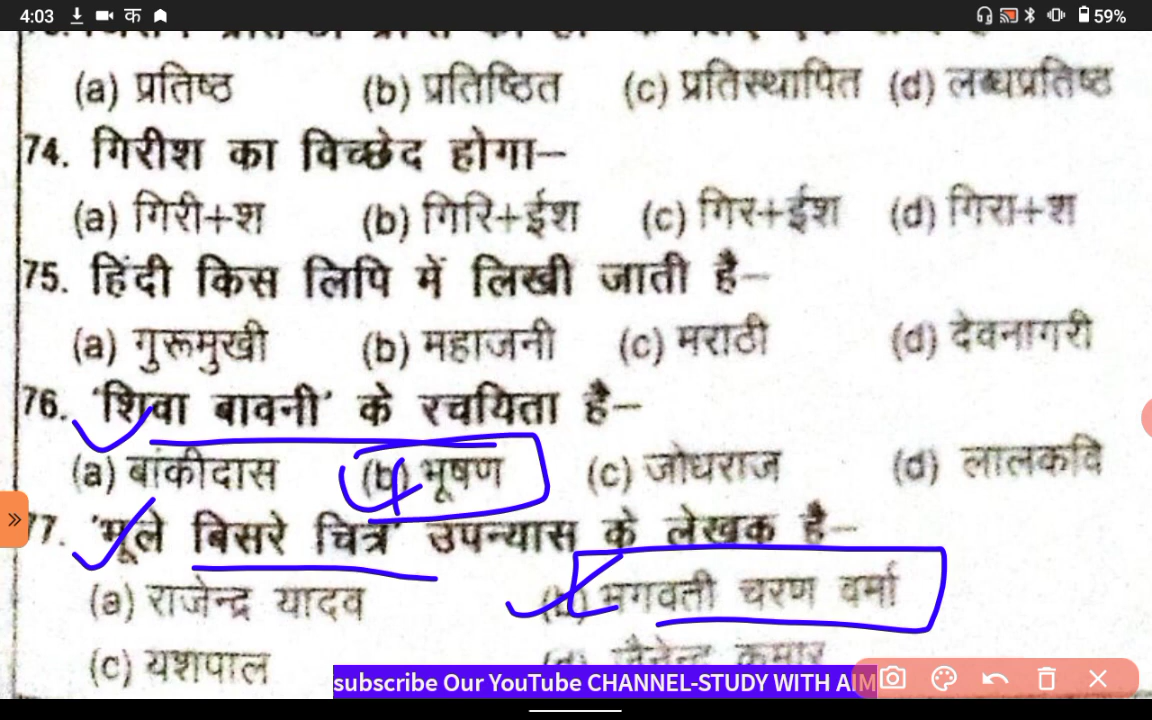 4:03 क 59%
(a) प्रतिष्ठ (b) प्रतिष्ठित (c) प्रतिस्थापित (d) लब्धप्रतिष्ठ
74. गिरीश का विच्छेद होगा–
(a) गिरी+श (b) गिरि+ईश (c) गिर+ईश (d) गिरा+श
75. हिंदी किस लिपि में लिखी जाती है–
(a) गुरूमुखी (b) महाजनी (c) मराठी (d) देवनागरी
76. 'शिवा बावनी' के रचयिता है–
(a) बांकीदास (b) भूषण (c) जोधराज (d) लालकवि
77. 'भूले बिसरे चित्र' उपन्यास के लेखक है–
(a) राजेन्द्र यादव (b) भगवती चरण वर्मा
(c) यशपाल (d) जैनेन्द्र कुमार
subscribe Our YouTube CHANNEL-STUDY WITH AIM